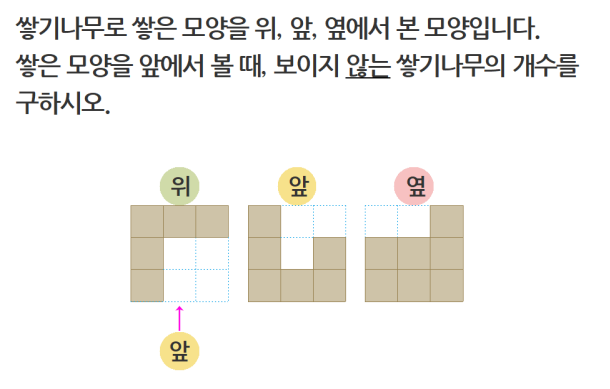 쌓기나무로 쌓은 모양을 위, 앞, 옆에서 본 모양입니다.
쌓은 모양을 앞에서 볼 때, 보이지 않는 쌓기나무의 개수를
구하시오.
위
앞
옆
앞